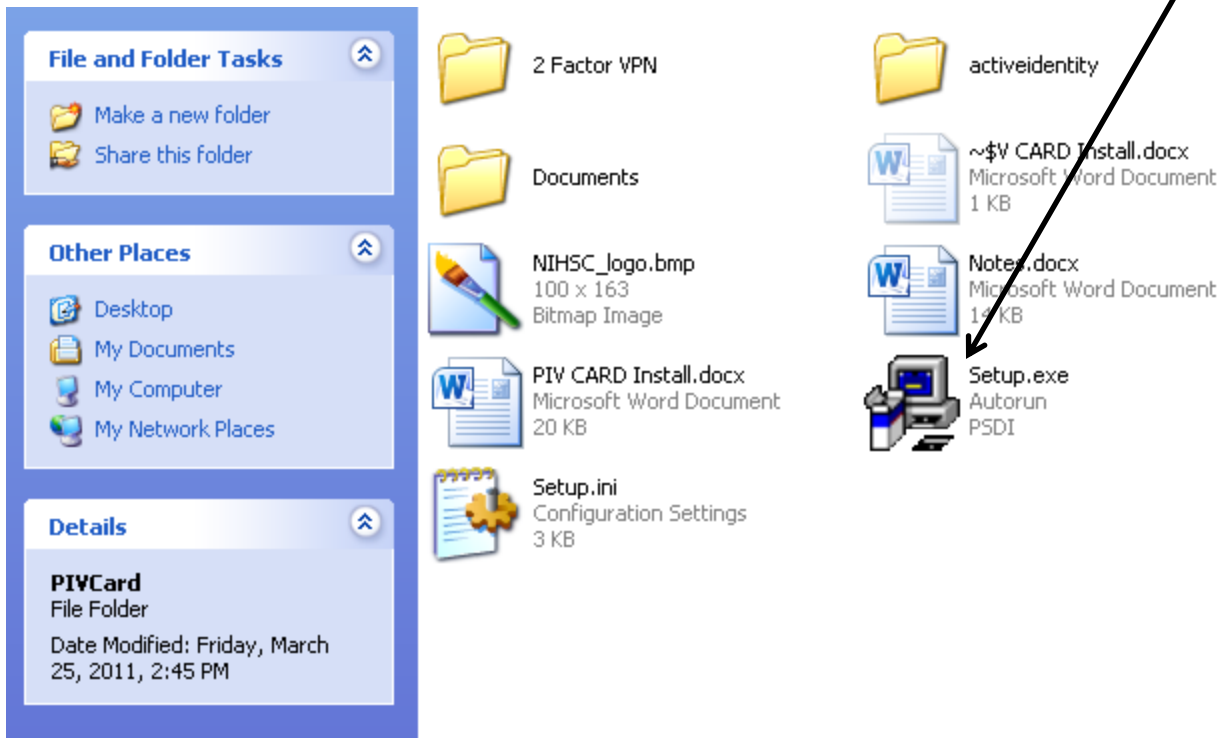 File and Folder Tasks
Make a new folder
Share this folder
Other Places
Desktop
My Documents
My Computer
My Network Places
Details
PIVCard
File Folder
Date Modified: Friday, March
25, 2011, 2:45 PM
2 Factor VPN
activeidentity
Documents
~$V CARD Install.docx
Microsoft Word Document
1 KB
NIHSC_logo.bmp
100 x 163
Bitmap Image
Notes.docx
Microsoft Word Document
14 KB
PIV CARD Install.docx
Microsoft Word Document
20 KB
Setup.exe
Autorun
PSDI
Setup.ini
Configuration Settings
3 KB